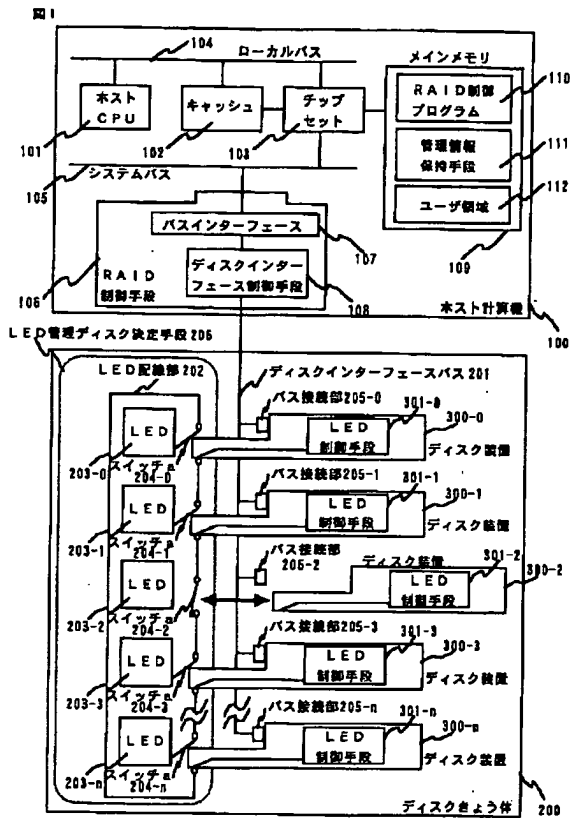 図1
104
ローカルバス
メインメモリ
ホスト
CPU
キャッシュ
チップ
セット
RAID制御
プログラム
110
101
102
103
管理情報
保持手段
111
105
システムバス
ユーザ領域
112
バスインターフェース
107
109
RAID
制御手段
106
ディスクインター
フェース制御手段
108
ホスト計算機
100
LED管理ディスク決定手段206
LED配線部202
ディスクインターフェースバス201
バス接続部205-0
301-0
300-0
LED
LED
制御手段
203-0
スイッチa
204-0
ディスク装置
バス接続部205-1
301-1
300-1
LED
LED
制御手段
203-1
スイッチa
204-1
ディスク装置
バス接続部
205-2
ディスク装置
301-2
300-2
LED
LED
制御手段
203-2
スイッチa
204-2
バス接続部205-3
301-3
300-3
LED
LED
制御手段
203-3
スイッチa
204-3
ディスク装置
バス接続部205-n
301-n
300-n
LED
LED
制御手段
203-n
スイッチa
204-n
ディスク装置
ディスクきょう体
200